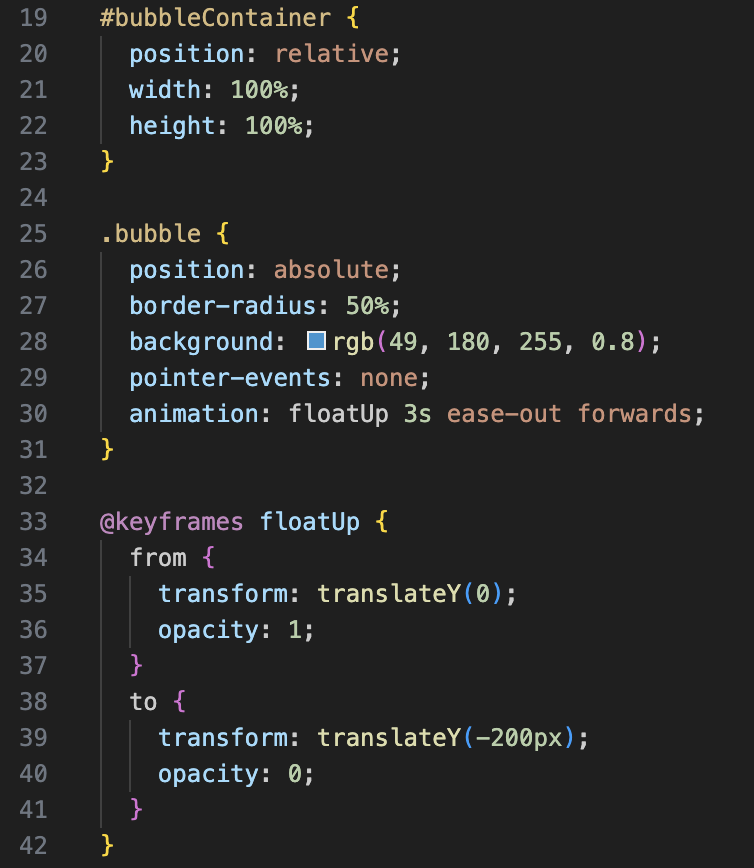 19 #bubbleContainer {
20 position: relative;
21 width: 100%;
22 height: 100%;
23 }
24
25 .bubble {
26 position: absolute;
27 border-radius: 50%;
28 background: rgb(49, 180, 255, 0.8);
29 pointer-events: none;
30 animation: floatUp 3s ease-out forwards;
31 }
32
33 @keyframes floatUp {
34 from {
35 transform: translateY(0);
36 opacity: 1;
37 }
38 to {
39 transform: translateY(-200px);
40 opacity: 0;
41 }
42 }